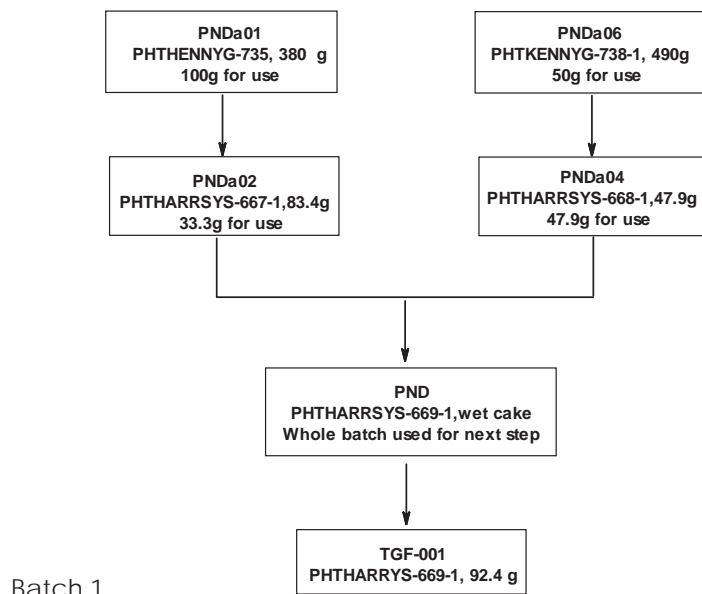 PNDa01
PHTHENNYG-735, 380 g
100g for use
PNDa06
PHTKENNYG-738-1, 490g
50g for use
PNDa02
PHTHARRSYS-667-1,83.4g
33.3g for use
PNDa04
PHTHARRSYS-668-1,47.9g
47.9g for use
PND
PHTHARRSYS-669-1,wet cake
Whole batch used for next step
TGF-001
PHTHARRYS-669-1, 92.4 g
Batch 1